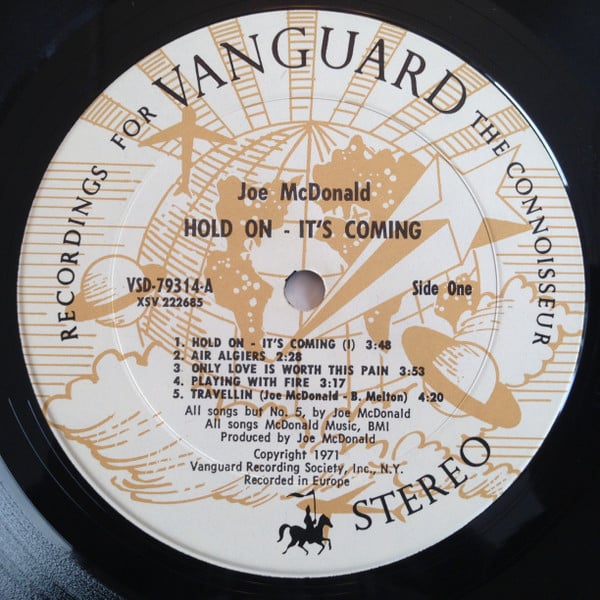 RECORDINGS FOR VANGUARD THE CONNOISSEUR
Joe McDonald
HOLD ON - IT'S COMING
VSD-79314-A
XSV 222685
Side One
1. HOLD ON - IT'S COMING (I) 3:48
2. AIR ALGIERS 2:28
3. ONLY LOVE IS WORTH THIS PAIN 3:53
4. PLAYING WITH FIRE 3:17
5. TRAVELLIN (Joe McDonald - B. Melton) 4:20
All songs but No. 5, by Joe McDonald
All songs McDonald Music, BMI
Produced by Joe McDonald
Copyright 1971
Vanguard Recording Society, Inc., N.Y.
Recorded in Europe
STEREO